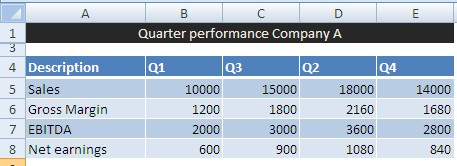 A B C D E
1 Quarter performance Company A
3
4 Description Q1 Q3 Q2 Q4
5 Sales 10000 15000 18000 14000
6 Gross Margin 1200 1800 2160 1680
7 EBITDA 2000 3000 3600 2800
8 Net earnings 600 900 1080 840